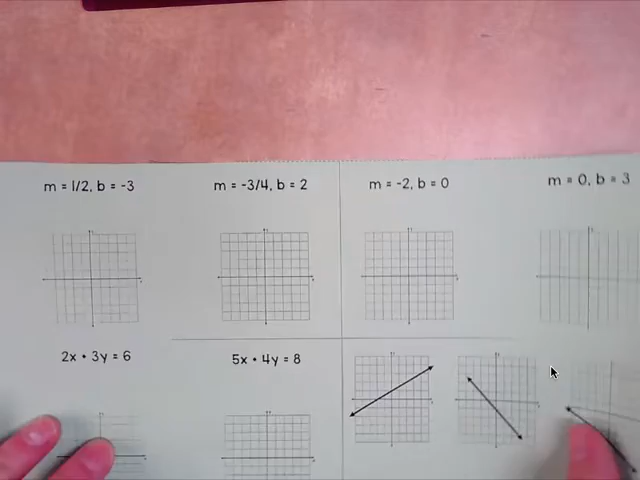 m = 1/2, b = -3
m = -3/4, b = 2
m = -2, b = 0
m = 0, b = 3
2x • 3y = 6
5x • 4y = 8